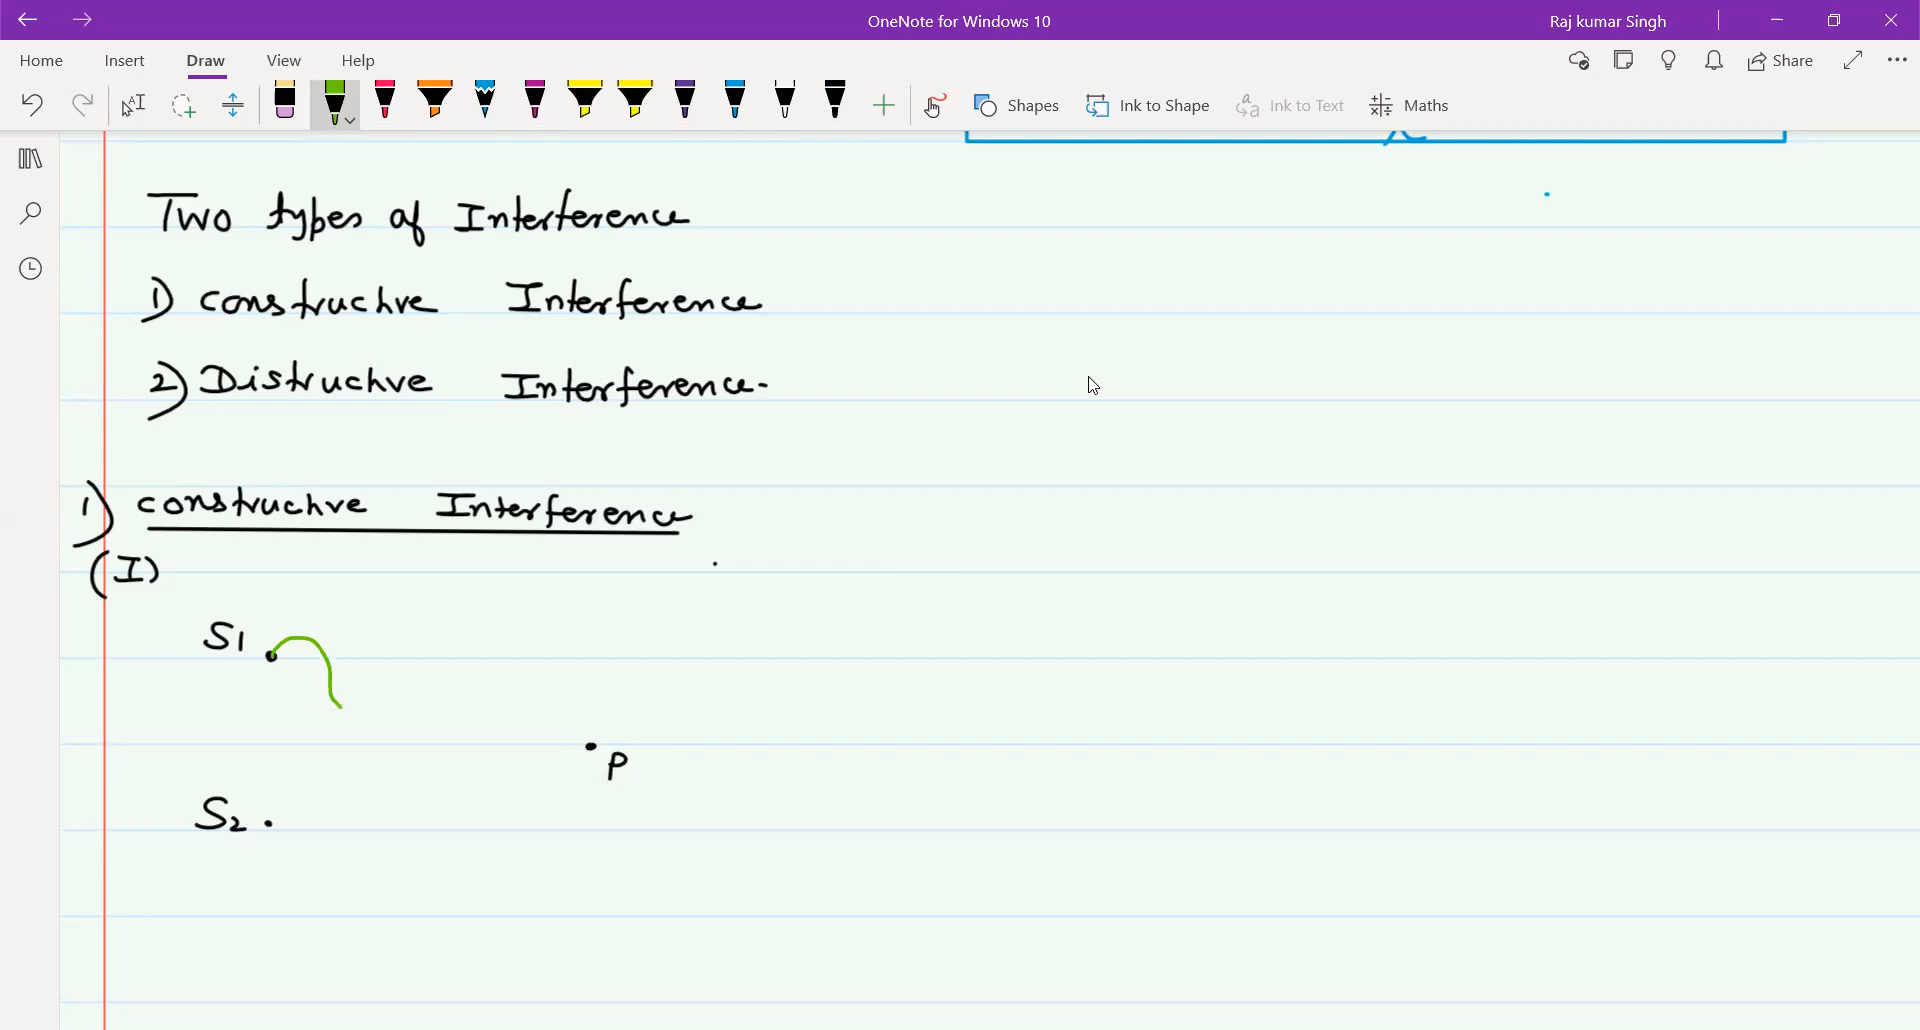 OneNote for Windows 10
Raj kumar Singh
Home Insert Draw View Help
Share
Shapes Ink to Shape Ink to Text Maths
Two types of Interference
1) constructive Interference
2) Distructive Interference-
1) constructive Interference
(I)
S1
P
S2